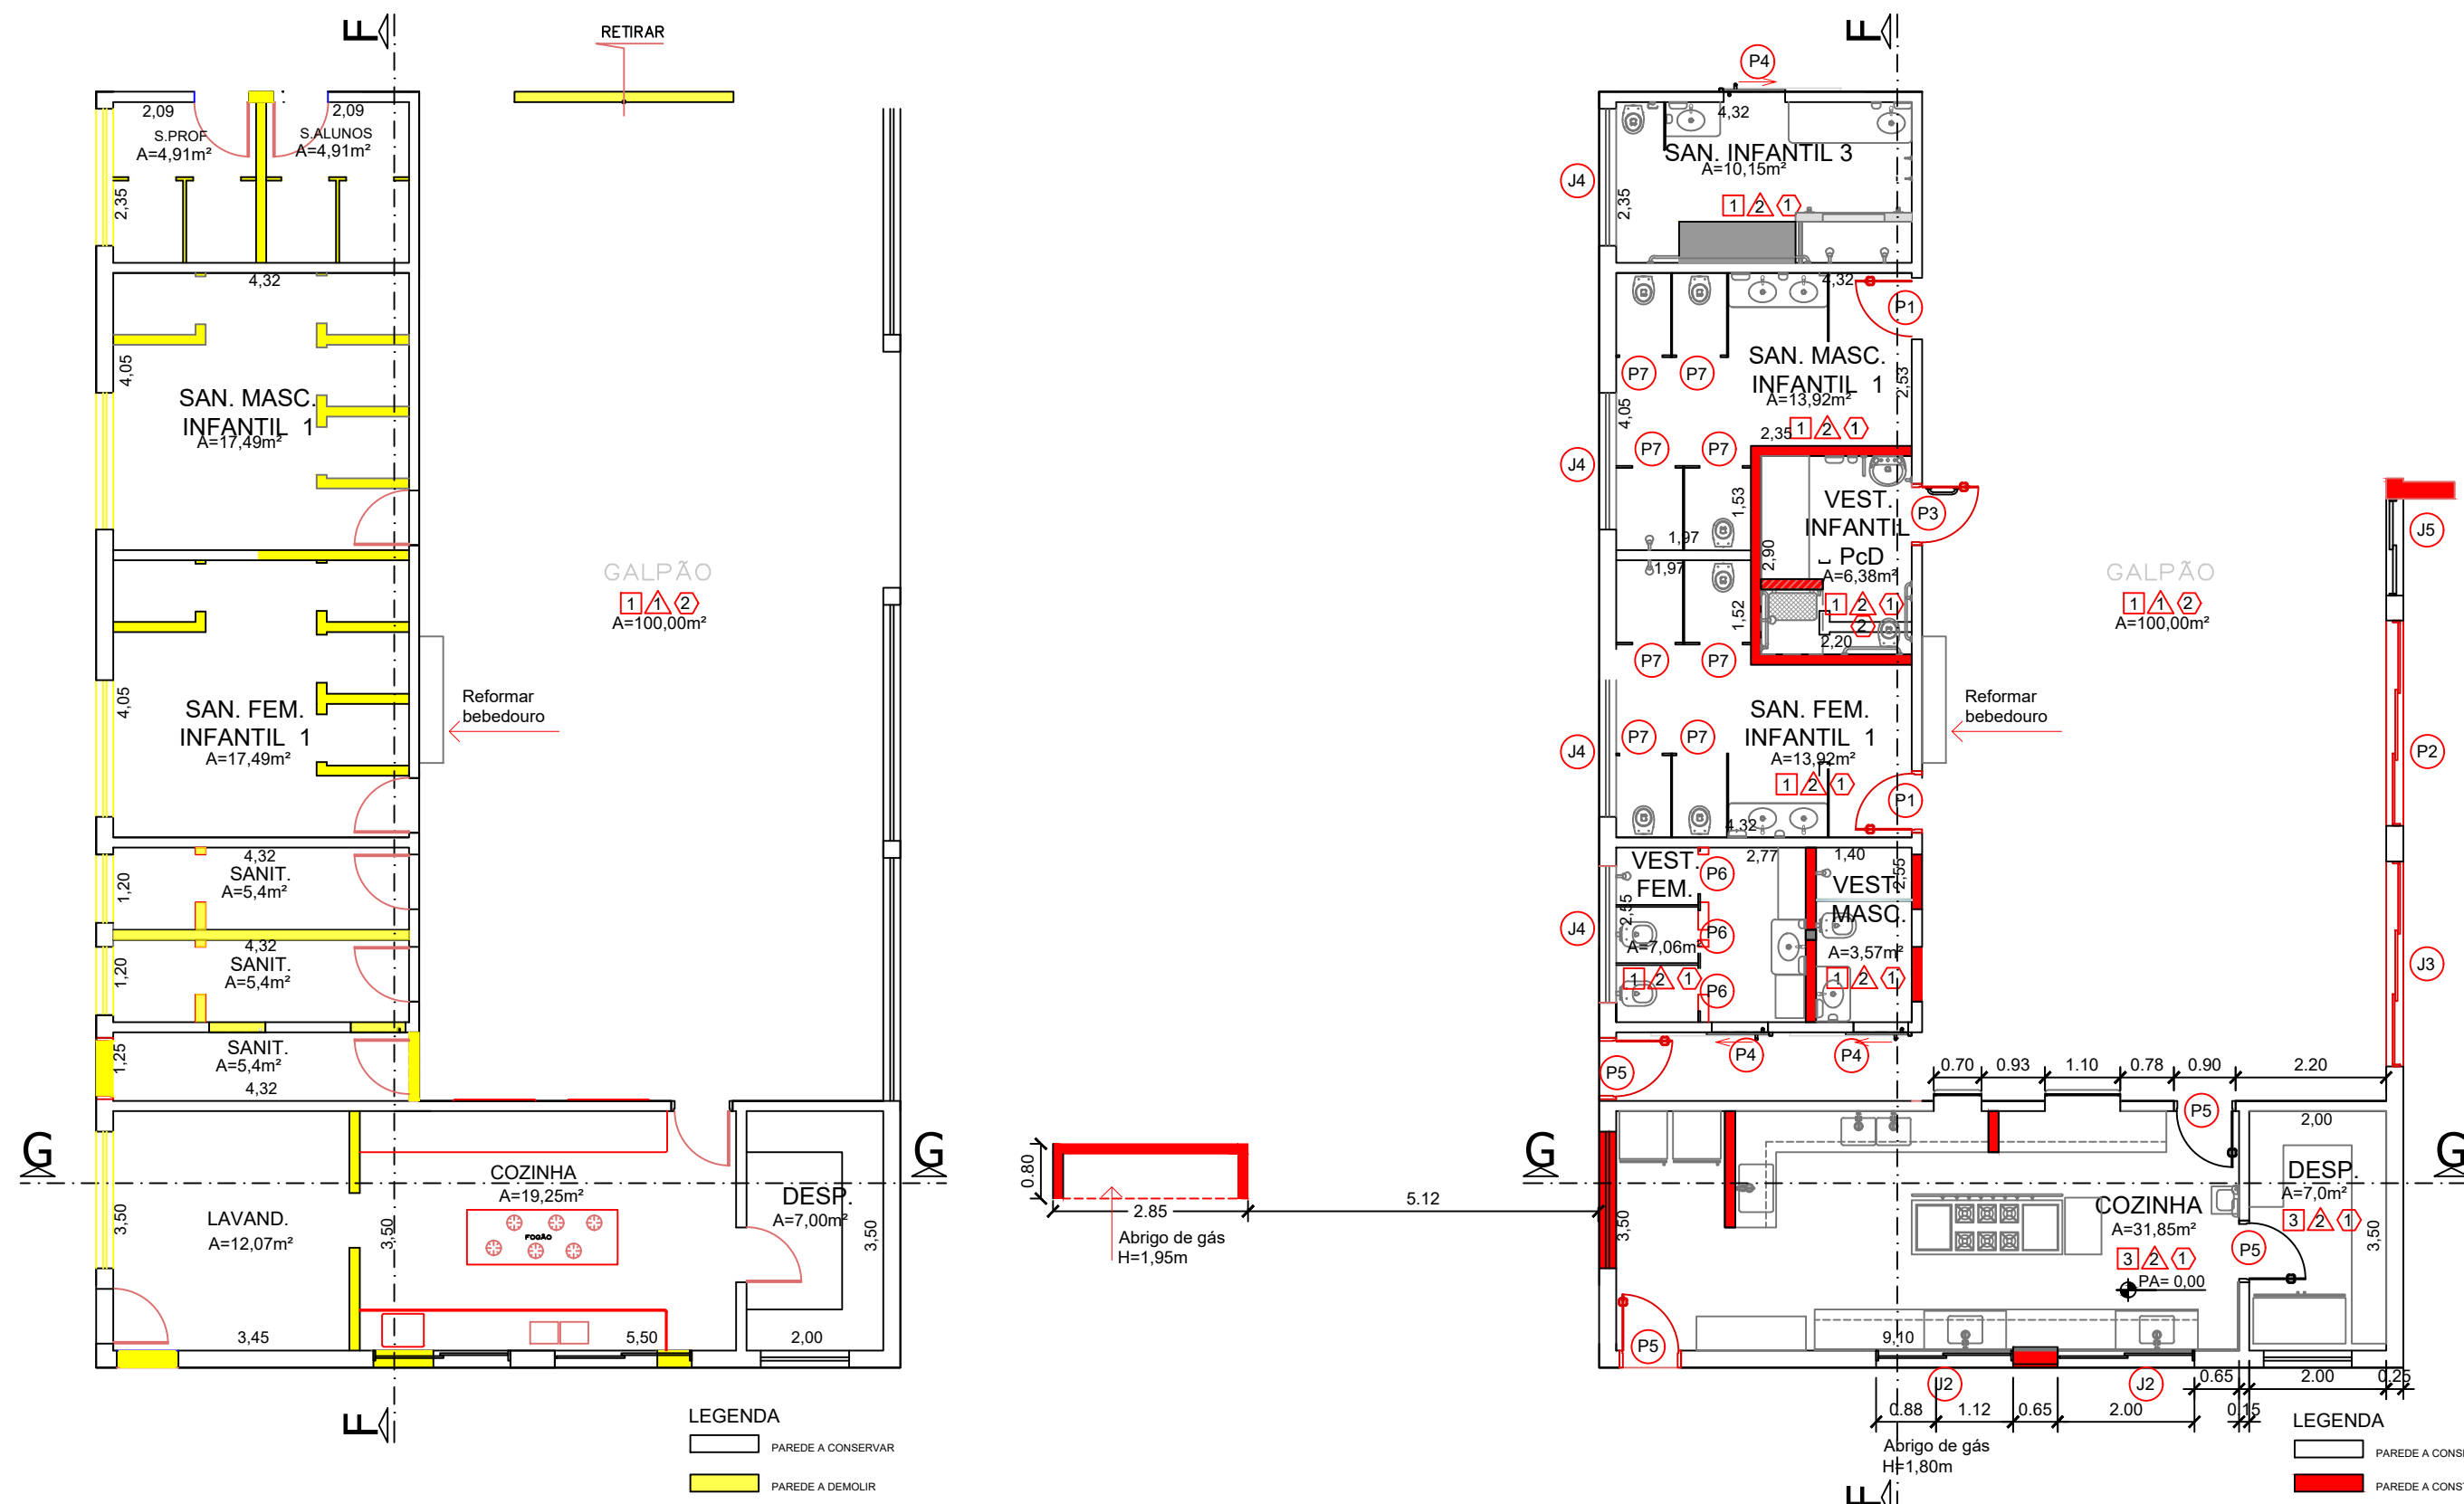 F
RETIRAR
2,09
2,09
S.PROF
A=4,91m²
S.ALUNOS
A=4,91m²
2,35
4,32
4,05
SAN. MASC.
INFANTIL 1
A=17,49m²
GALPÃO
1 1 2
A=100,00m²
4,05
SAN. FEM.
INFANTIL 1
A=17,49m²
Reformar
bebedouro
4,32
SANIT.
A=5,4m²
1,20
4,32
SANIT.
A=5,4m²
1,20
SANIT.
A=5,4m²
1,25
4,32
G
G
COZINHA
A=19,25m²
FOGÃO
LAVAND.
A=12,07m²
3,50
3,50
DESP.
A=7,00m²
3,50
3,45
5,50
2,00
F
LEGENDA
PAREDE A CONSERVAR
PAREDE A DEMOLIR
0.80
2.85
5.12
Abrigo de gás
H=1,95m
F
P4
4,32
SAN. INFANTIL 3
A=10,15m²
J4
2,35
1 2 1
4,32
P1
SAN. MASC.
INFANTIL 1
A=13,92m²
P7
P7
2,53
4,05
1 2 1
2,35
P7
P7
J4
VEST.
INFANTIL
PcD
A=6,38m²
P3
1,53
1,97
2,90
1,97
1 2 1
2
1,52
2,20
P7
P7
J5
GALPÃO
1 1 2
A=100,00m²
SAN. FEM.
INFANTIL 1
A=13,92m²
P7
P7
J4
1 2 1
P1
4,32
Reformar
bebedouro
P2
VEST.
FEM.
2,77
P6
1,40
2,55
VEST.
MASC.
2,55
J4
P6
A=7,06m²
A=3,57m²
1 2 1
P6
1 2 1
J3
P4
P4
P5
0.70
0.93
1.10
0.78
0.90
2.20
P5
2,00
G
G
DESP.
A=7,0m²
3 2 1
3,50
3,50
COZINHA
A=31,85m²
3 2 1
P5
PA= 0,00
P5
9,10
J2
J2
0.65
2.00
0.25
0.88
1.12
0.65
2.00
0.15
Abrigo de gás
H=1,80m
F
LEGENDA
PAREDE A CONS
PAREDE A CONS